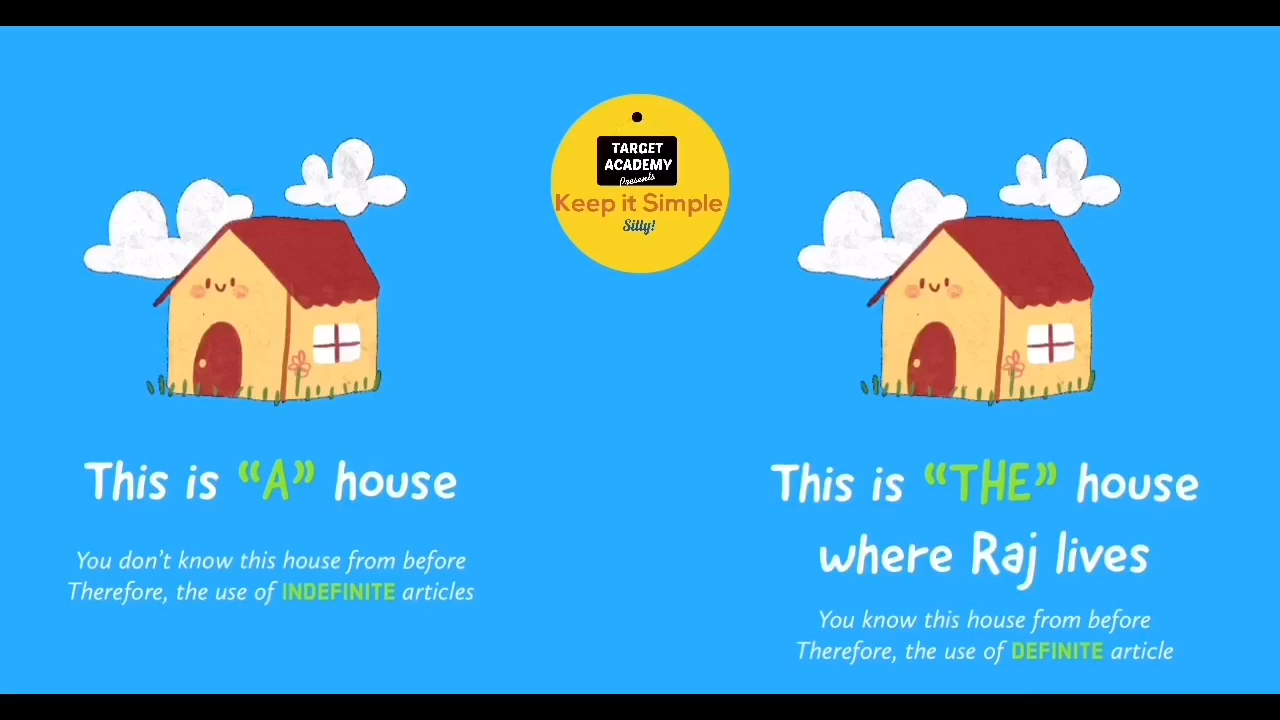 TARGET
ACADEMY
Presents
Keep it Simple
Silly!
This is “A” house
You don’t know this house from before
Therefore, the use of INDEFINITE articles
This is “THE” house
where Raj lives
You know this house from before
Therefore, the use of DEFINITE article